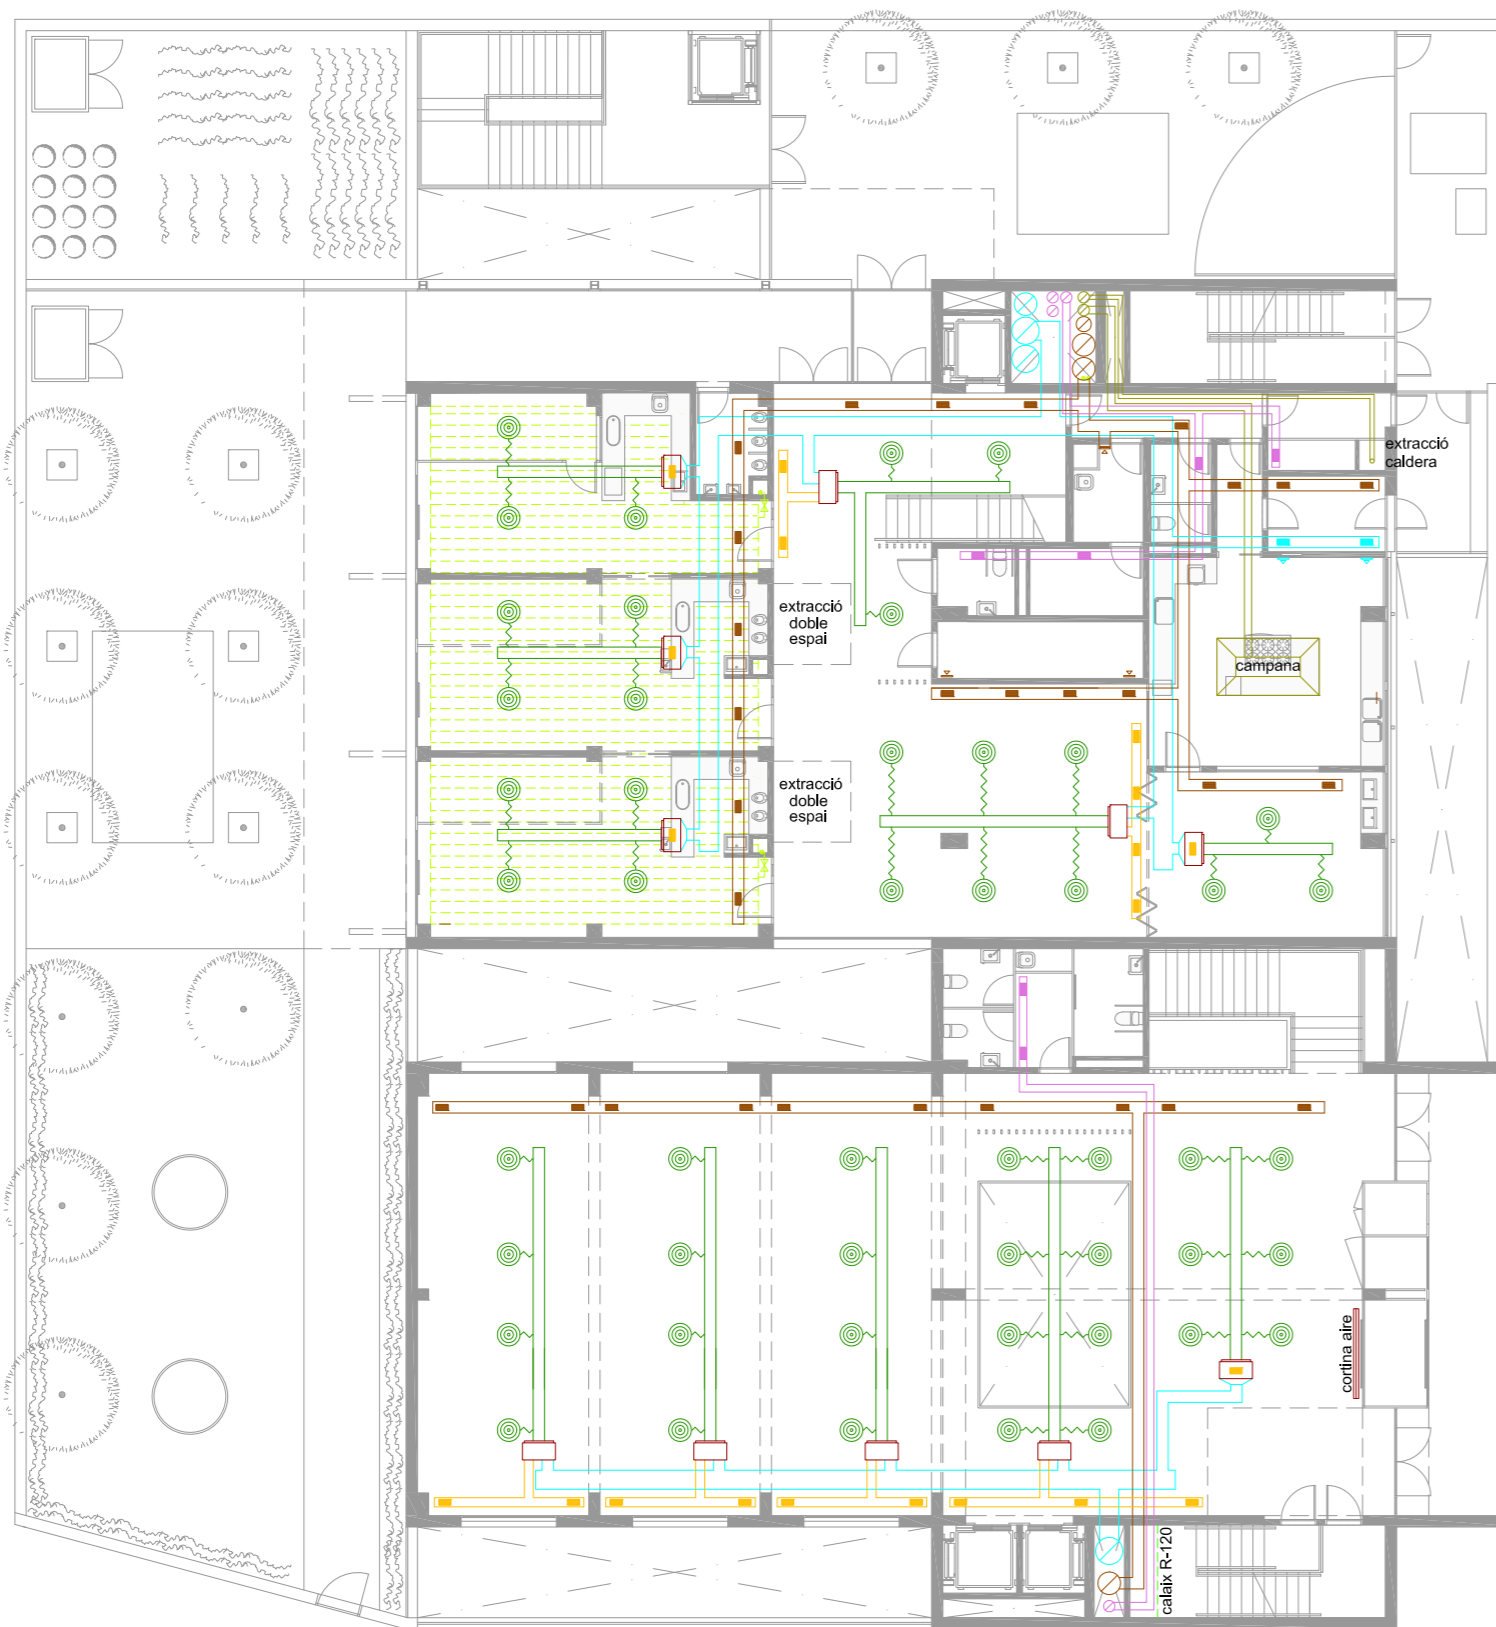 extracció
caldera
extracció
doble
espai
campana
extracció
doble
espai
cortina aire
calaix R-120